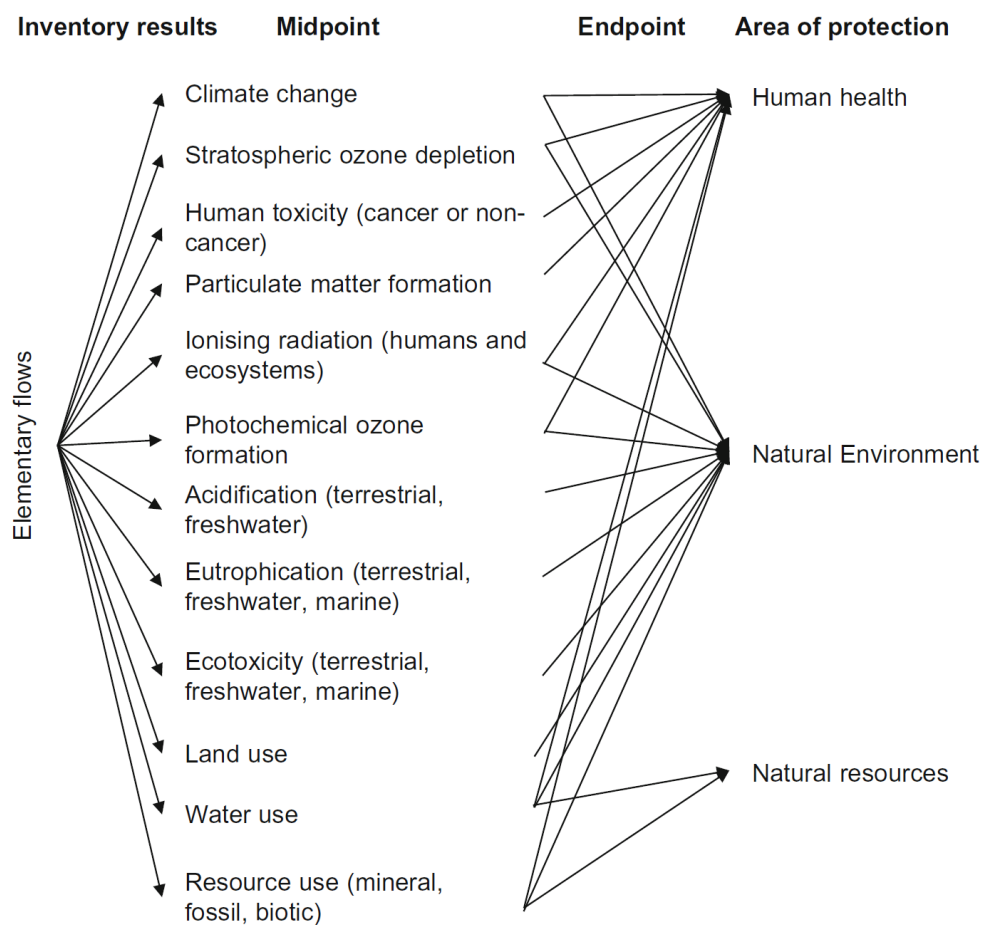 Inventory results Midpoint Endpoint Area of protection
Climate change
Human health
Stratospheric ozone depletion
Human toxicity (cancer or non-
cancer)
Particulate matter formation
Ionising radiation (humans and
ecosystems)
Elementary flows
Photochemical ozone
formation
Natural Environment
Acidification (terrestrial,
freshwater)
Eutrophication (terrestrial,
freshwater, marine)
Ecotoxicity (terrestrial,
freshwater, marine)
Land use
Natural resources
Water use
Resource use (mineral,
fossil, biotic)